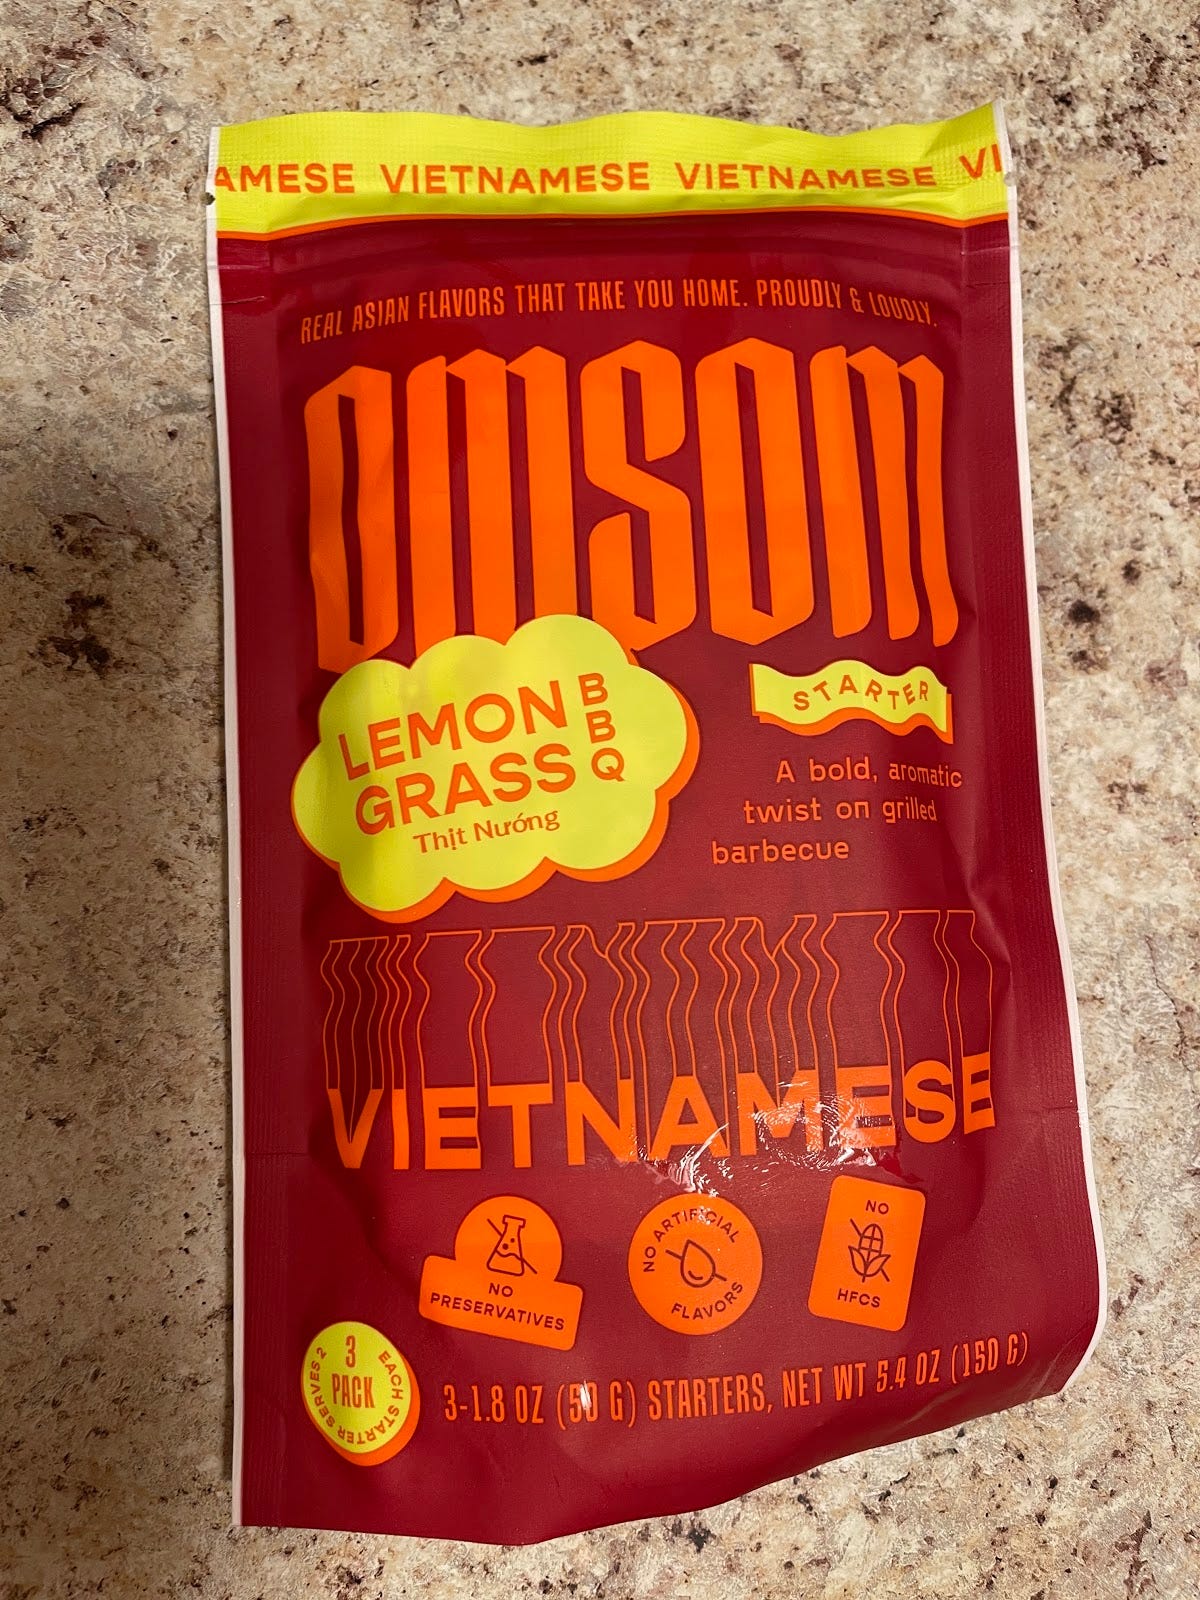 AMESE VIETNAMESE VIETNAMESE VI
REAL ASIAN FLAVORS THAT TAKE YOU HOME. PROUDLY & LOUDLY.
OMSOM
LEMON
GRASS
BBQ
Thịt Nướng
STARTER
A bold, aromatic
twist on grilled
barbecue
VIETNAMESE
NO
PRESERVATIVES
NO ARTIFICIAL
FLAVORS
NO
HFCS
3
PACK
EACH STARTER SERVES 2
3-1.8 OZ (50 G) STARTERS, NET WT 5.4 OZ (150 G)